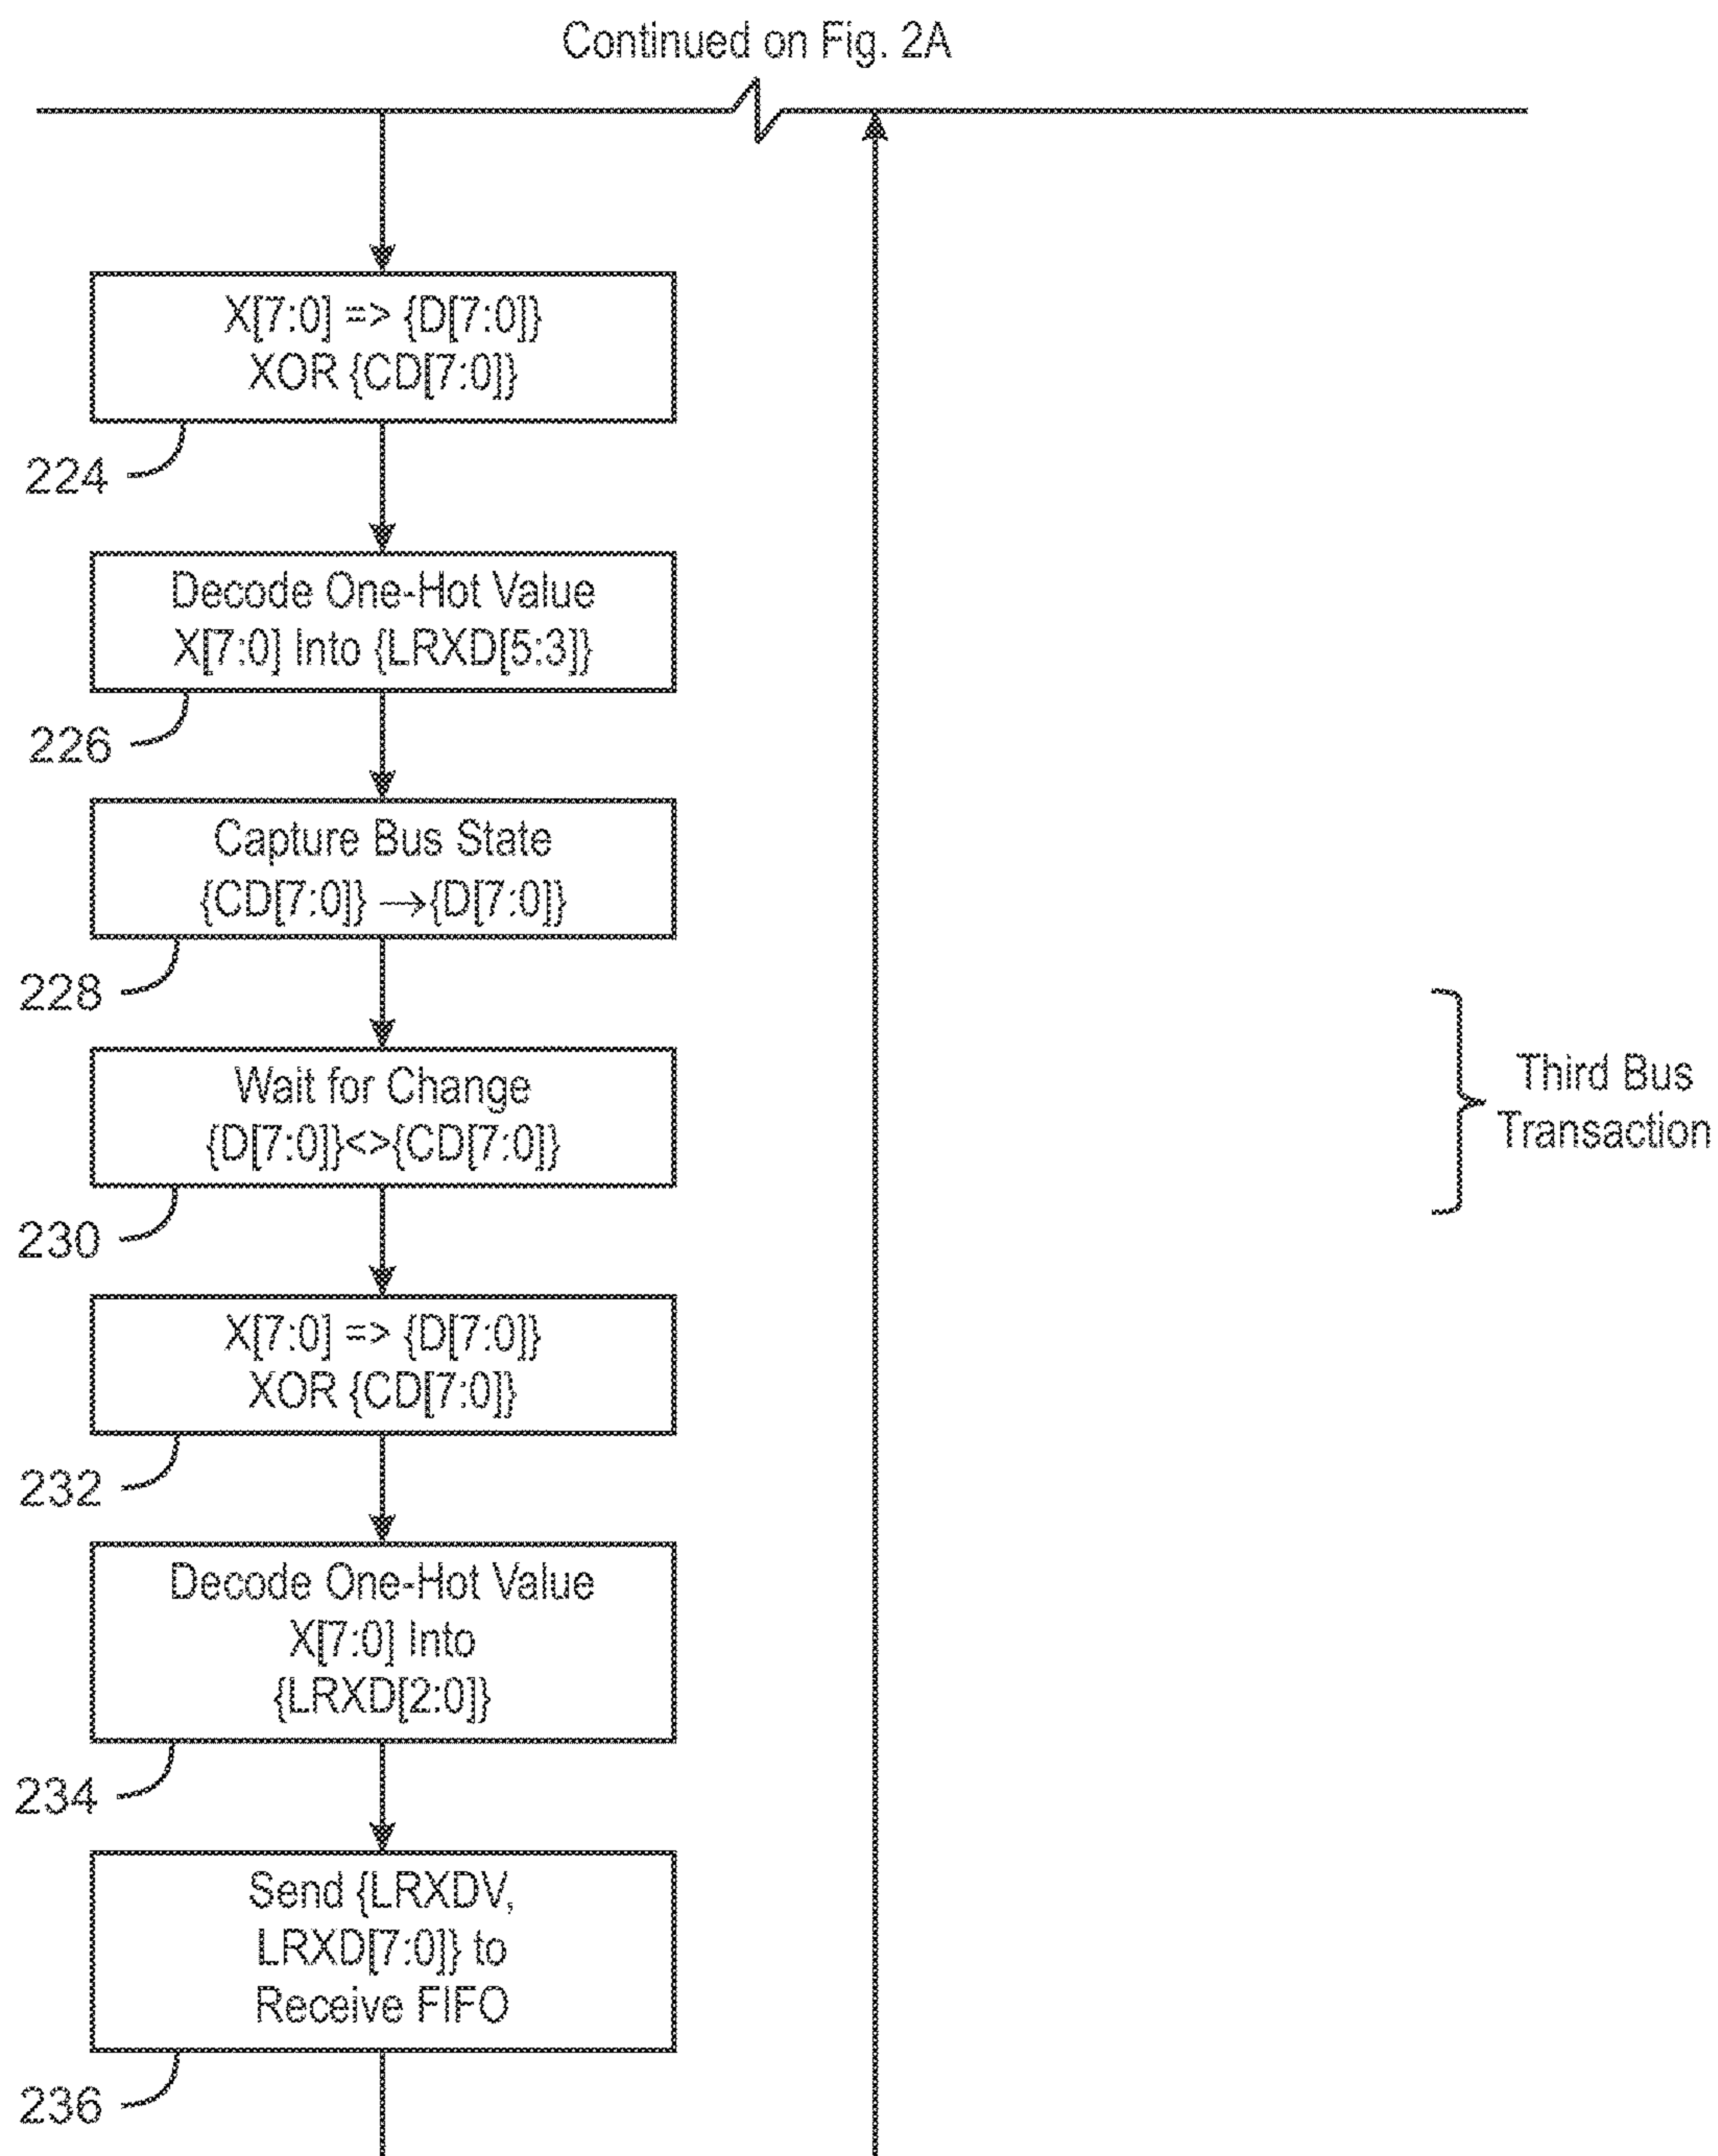 Continued on Fig. 2A
X[7:0] => {D[7:0]}
XOR {CD[7:0]}
224
Decode One-Hot Value
X[7:0] Into {LRXD[5:3]}
226
Capture Bus State
{CD[7:0]} →{D[7:0]}
228
Wait for Change
{D[7:0]}<>{CD[7:0]}
230
Third Bus
Transaction
X[7:0] => {D[7:0]}
XOR {CD[7:0]}
232
Decode One-Hot Value
X[7:0] Into
{LRXD[2:0]}
234
Send {LRXDV,
LRXD[7:0]} to
Receive FIFO
236